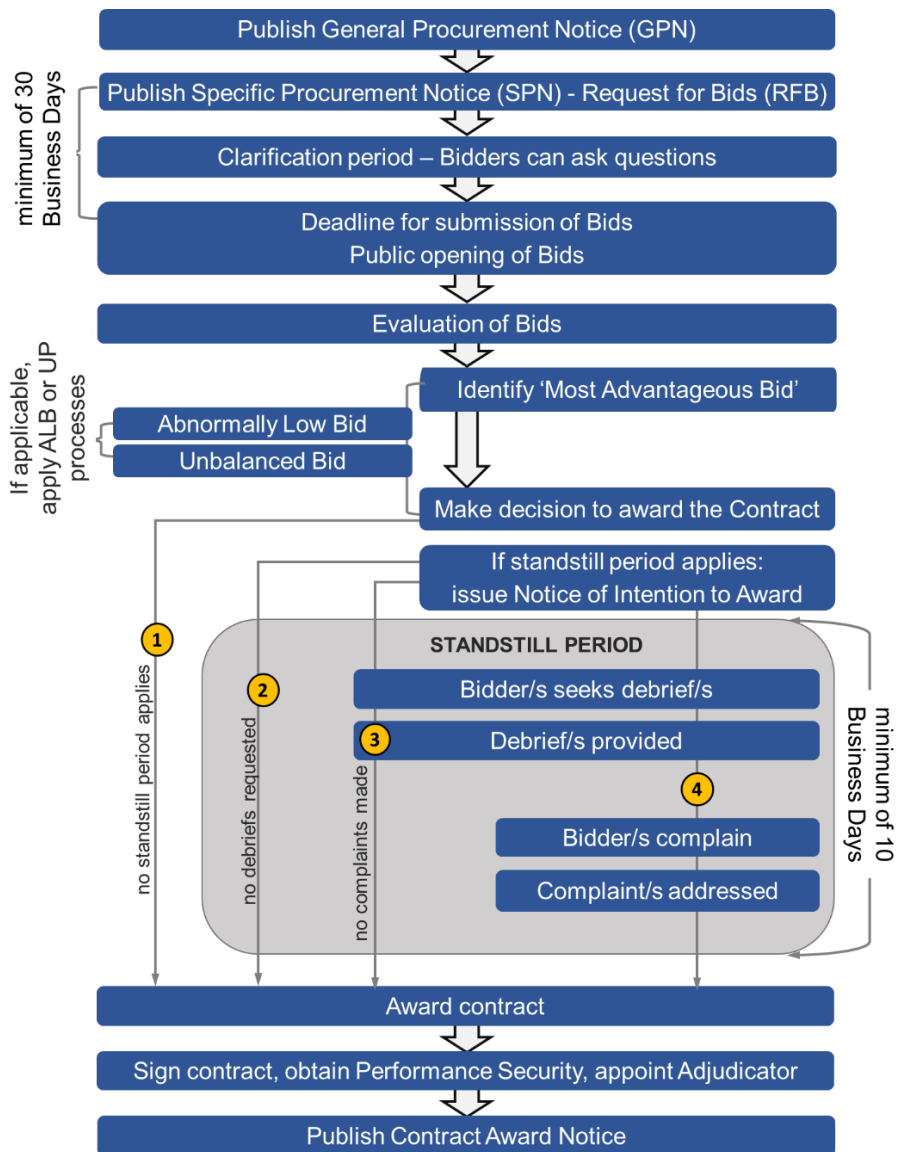 Publish General Procurement Notice (GPN)
minimum of 30
Business Days
Publish Specific Procurement Notice (SPN) - Request for Bids (RFB)
Clarification period – Bidders can ask questions
Deadline for submission of Bids
Public opening of Bids
Evaluation of Bids
If applicable,
apply ALB or UP
processes
Identify ‘Most Advantageous Bid’
Abnormally Low Bid
Unbalanced Bid
Make decision to award the Contract
If standstill period applies:
issue Notice of Intention to Award
1
no standstill period applies
STANDSTILL PERIOD
2
no debriefs requested
Bidder/s seeks debrief/s
Debrief/s provided
3
no complaints made
4
Bidder/s complain
Complaint/s addressed
minimum of 10
Business Days
Award contract
Sign contract, obtain Performance Security, appoint Adjudicator
Publish Contract Award Notice